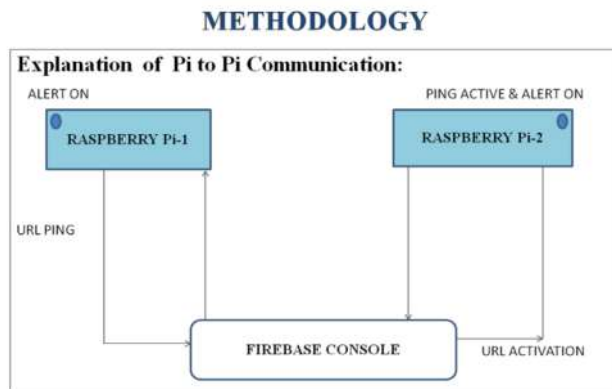 METHODOLOGY
Explanation of Pi to Pi Communication:
ALERT ON
PING ACTIVE & ALERT ON
RASPBERRY Pi-1
RASPBERRY Pi-2
URL PING
FIREBASE CONSOLE
URL ACTIVATION